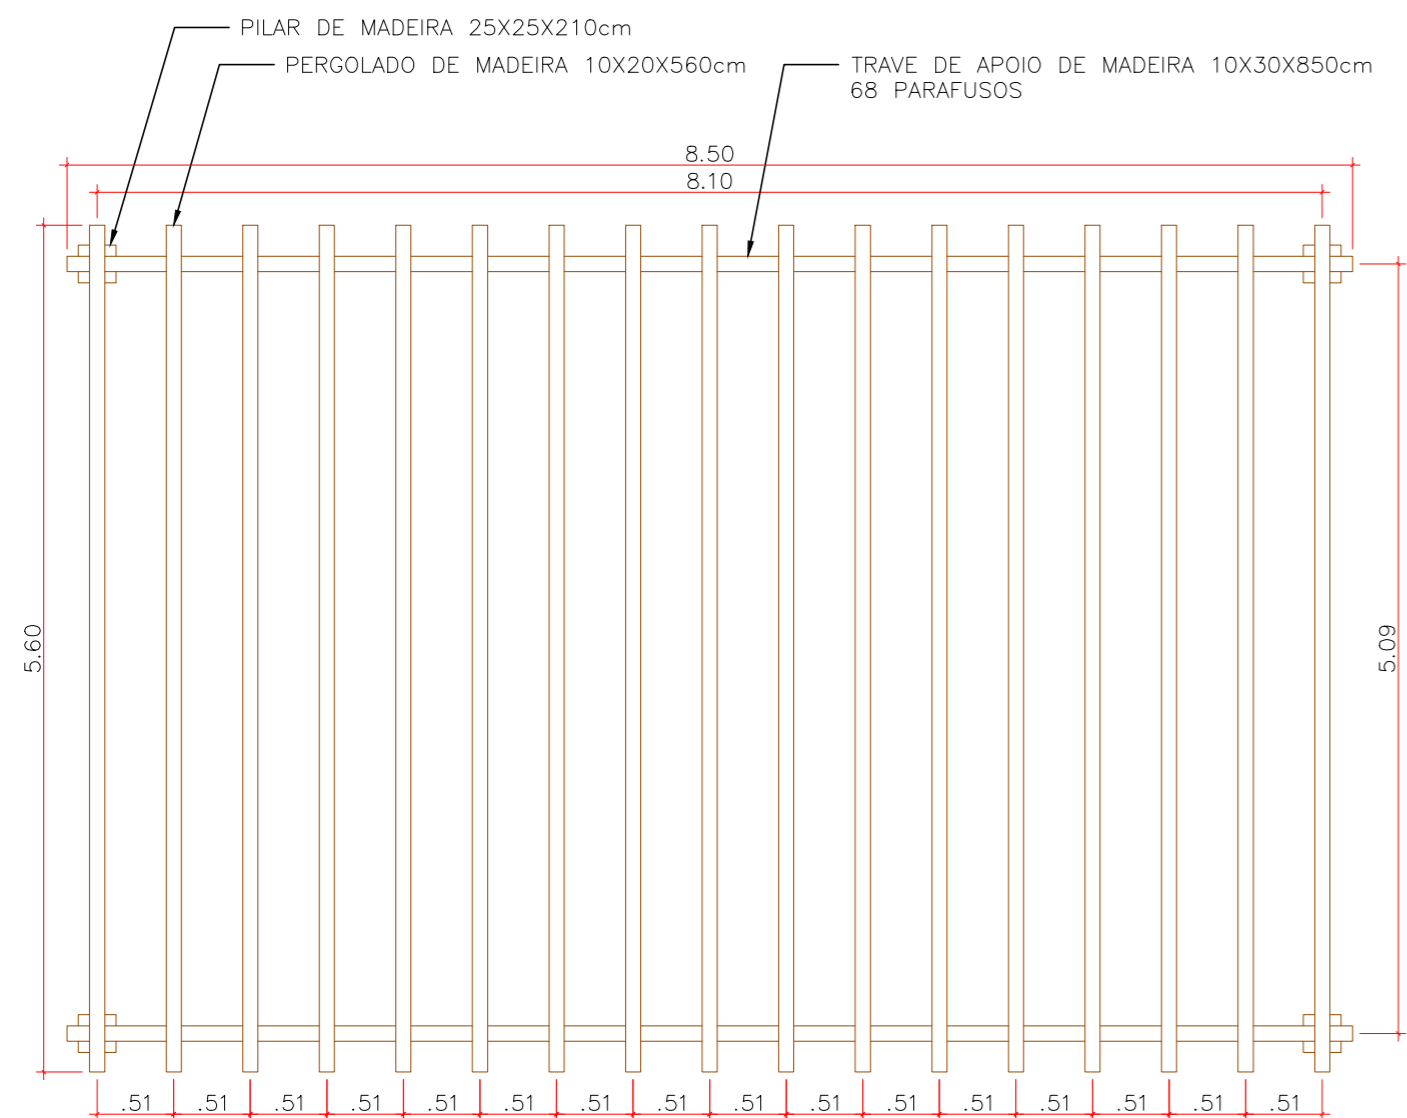 PILAR DE MADEIRA 25X25X210cm
PERGOLADO DE MADEIRA 10X20X560cm
TRAVE DE APOIO DE MADEIRA 10X30X850cm
68 PARAFUSOS
8.50
8.10
5.60
5.09
.51 .51 .51 .51 .51 .51 .51 .51 .51 .51 .51 .51 .51 .51 .51 .51